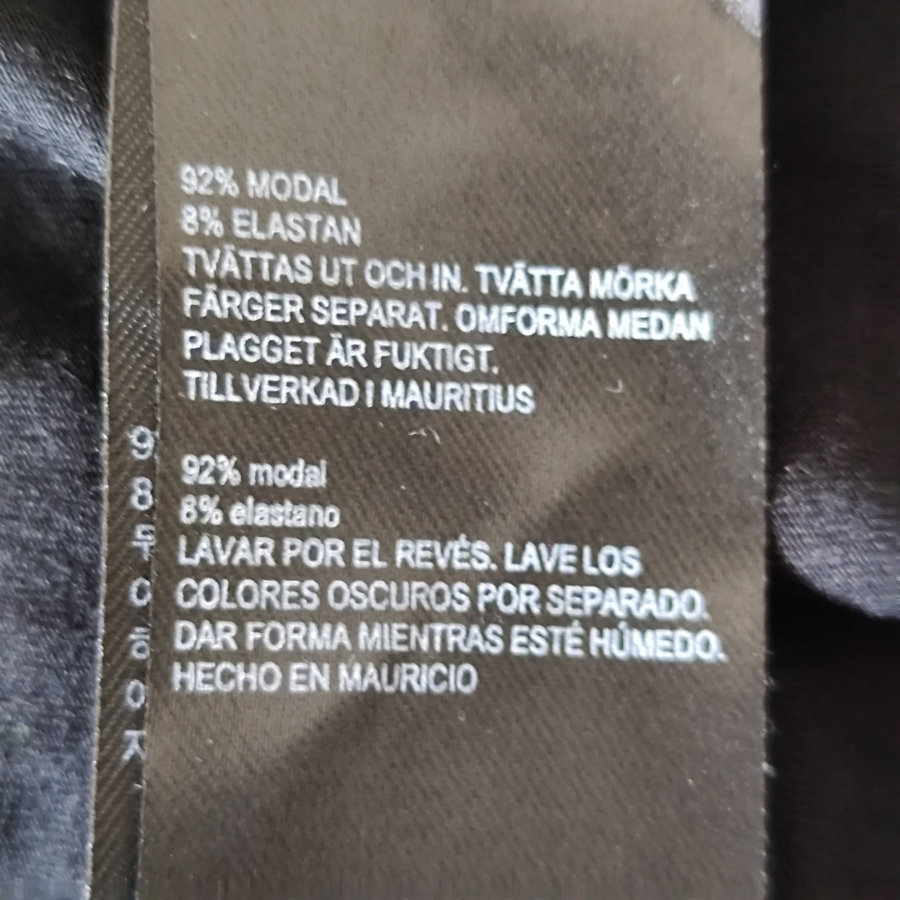 92% MODAL
8% ELASTAN
TVÄTTAS UT OCH IN. TVÄTTA MÖRKA
FÄRGER SEPARAT. OMFORMA MEDAN
PLAGGET ÄR FUKTIGT.
TILLVERKAD I MAURITIUS
92% modal
8% elastano
LAVAR POR EL REVÉS. LAVE LOS
COLORES OSCUROS POR SEPARADO.
DAR FORMA MIENTRAS ESTÉ HÚMEDO.
HECHO EN MAURICIO
9
8